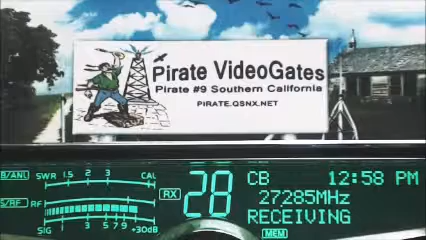 Pirate VideoGates
Pirate #9 Southern California
PIRATE.QSNX.NET
B/ANL SWR 1.5 2 3 CAL
RX 28 CB 12:58 PM
S/RF RF 27285MHz
SIG 3 5 7 9 +30dB
RECEIVING
MEM